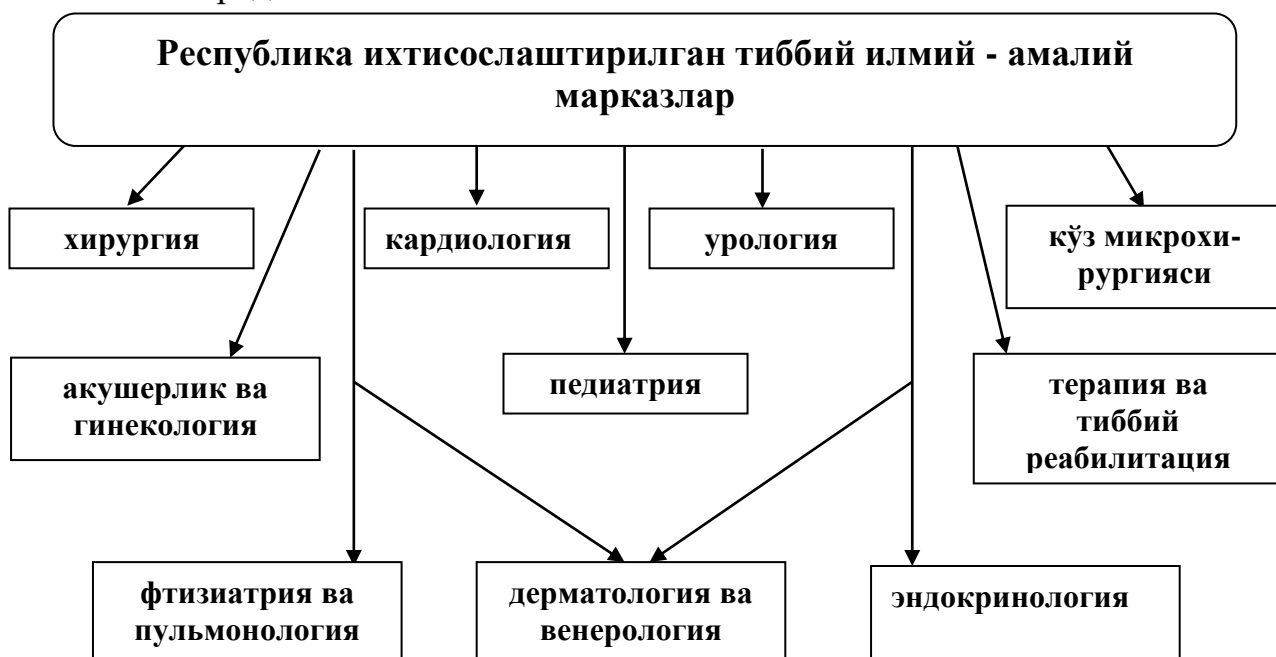 Республика ихтисослаштирилган тиббий илмий - амалий
марказлар
хирургия
кардиология
урология
кўз микрохи-
рургияси
акушерлик ва
гинекология
педиатрия
терапия ва
тиббий
реабилитация
фтизиатрия ва
пульмонология
дерматология ва
венерология
эндокринология